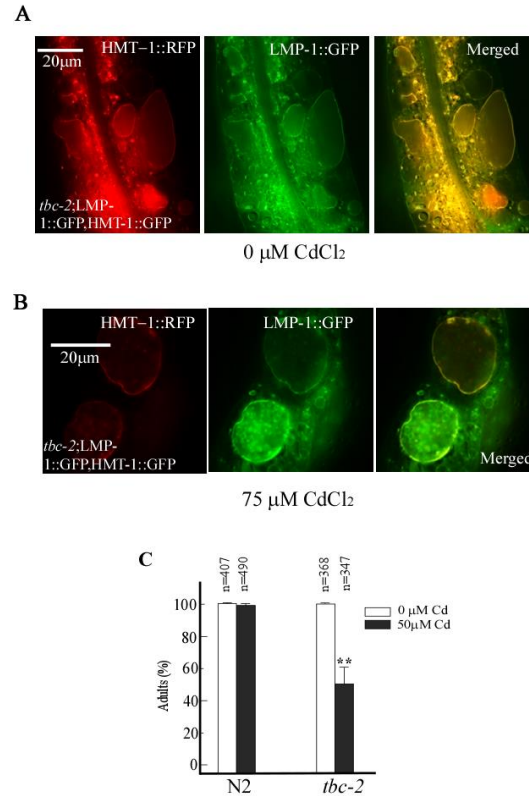 A
HMT-1::RFP
LMP-1::GFP
Merged
20μm
tbc-2;LMP-
1::GFP,HMT-1::GFP
0 μM CdCl₂
B
HMT-1::RFP
LMP-1::GFP
20μm
tbc-2;LMP-
1::GFP,HMT-1::GFP
Merged
75 μM CdCl₂
C
n=407
n=490
n=368
n=347
0 μM Cd
50μM Cd
Adults (%)
100
80
60
40
20
0
**
N2
tbc-2